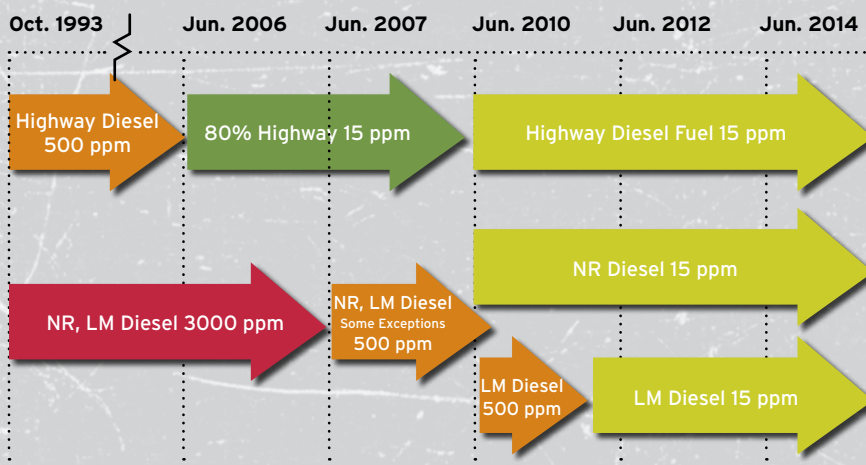 Oct. 1993 Jun. 2006 Jun. 2007 Jun. 2010 Jun. 2012 Jun. 2014
Highway Diesel
500 ppm
80% Highway 15 ppm
Highway Diesel Fuel 15 ppm
NR Diesel 15 ppm
NR, LM Diesel 3000 ppm
NR, LM Diesel
Some Exceptions
500 ppm
LM Diesel
500 ppm
LM Diesel 15 ppm